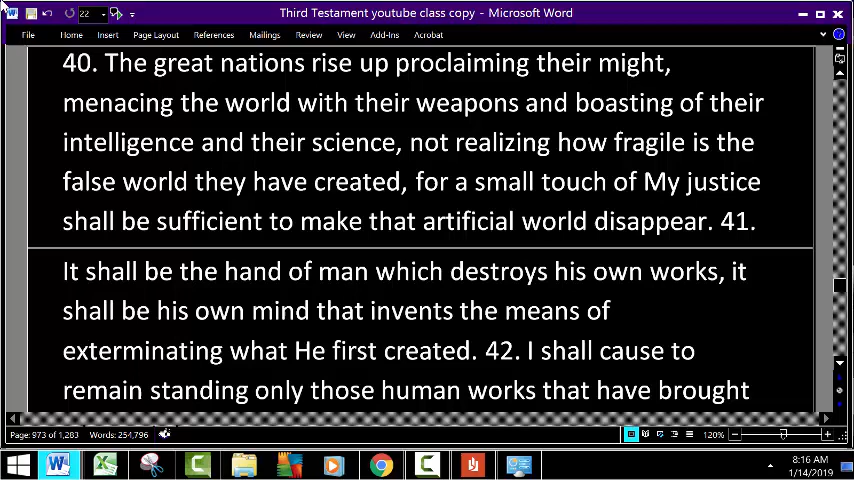 Third Testament youtube class copy - Microsoft Word
22
File Home Insert Page Layout References Mailings Review View Add-Ins Acrobat
40. The great nations rise up proclaiming their might,
menacing the world with their weapons and boasting of their
intelligence and their science, not realizing how fragile is the
false world they have created, for a small touch of My justice
shall be sufficient to make that artificial world disappear. 41.
It shall be the hand of man which destroys his own works, it
shall be his own mind that invents the means of
exterminating what He first created. 42. I shall cause to
remain standing only those human works that have brought
Page: 973 of 1,283 Words: 254,796 120%
8:16 AM
1/14/2019